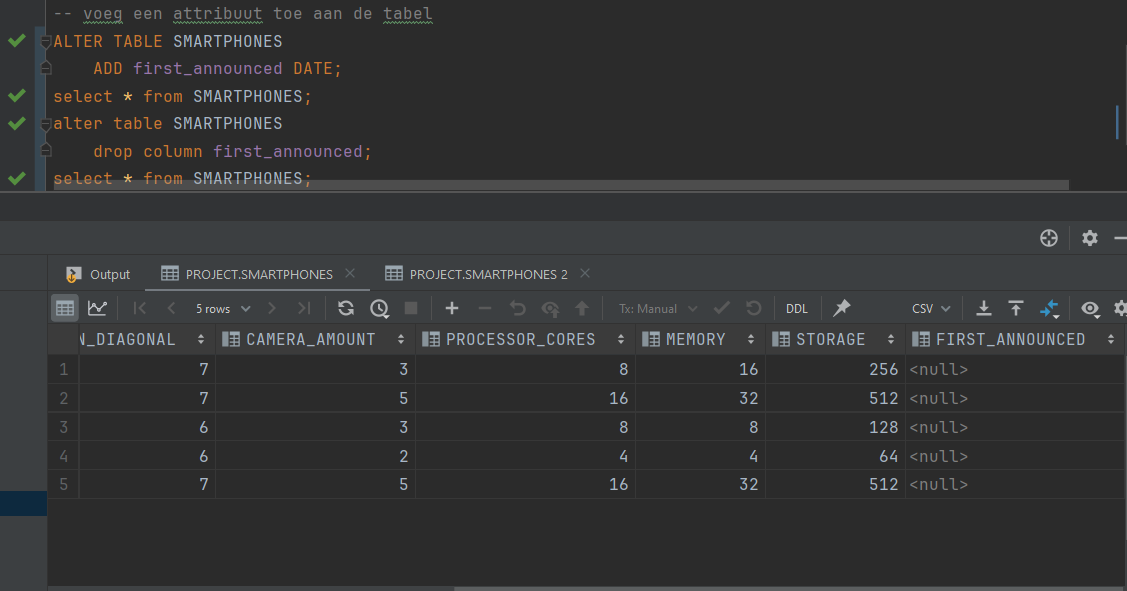 -- voeg een attribuut toe aan de tabel
ALTER TABLE SMARTPHONES
ADD first_announced DATE;
select * from SMARTPHONES;
alter table SMARTPHONES
drop column first_announced;
select * from SMARTPHONES;
Output PROJECT.SMARTPHONES PROJECT.SMARTPHONES 2
5 rows Tx: Manual DDL CSV
N_DIAGONAL CAMERA_AMOUNT PROCESSOR_CORES MEMORY STORAGE FIRST_ANNOUNCED
1 7 3 8 16 256 <null>
2 7 5 16 32 512 <null>
3 6 3 8 8 128 <null>
4 6 2 4 4 64 <null>
5 7 5 16 32 512 <null>